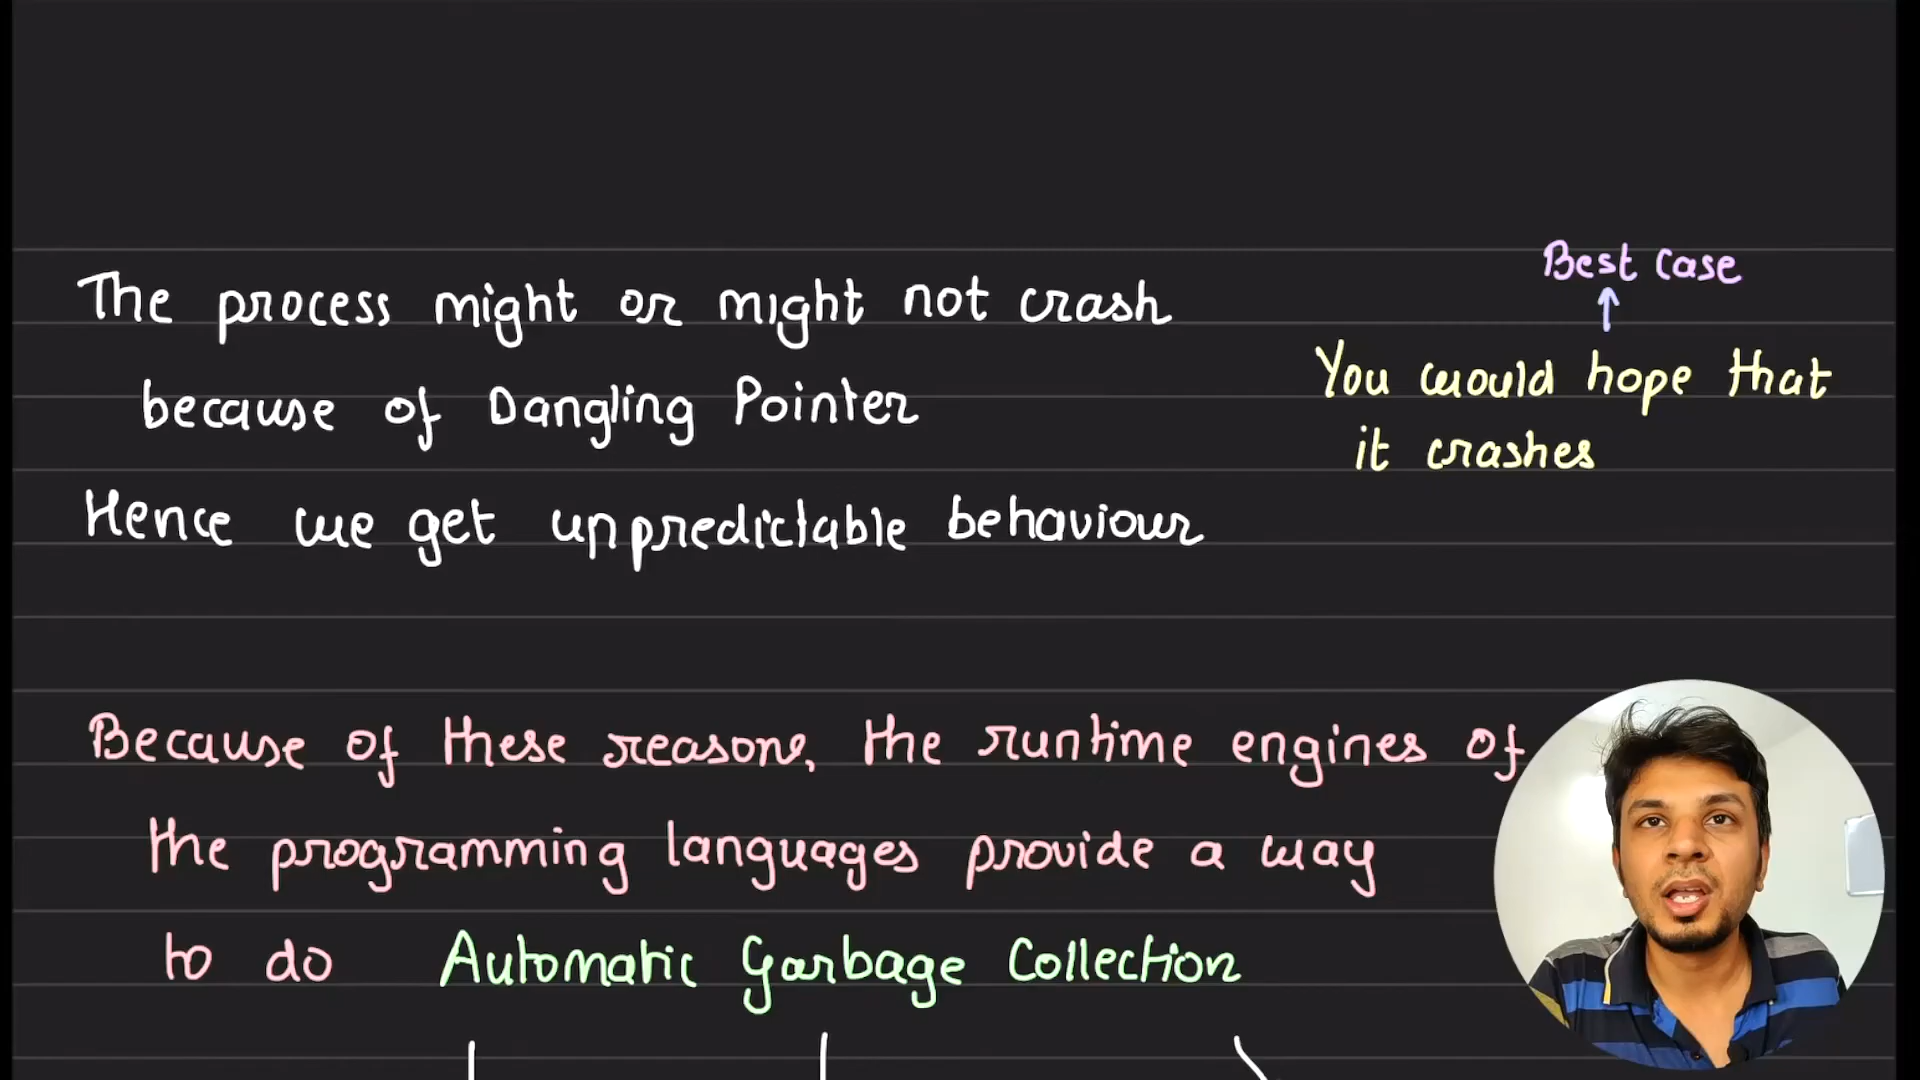 The process might or might not crash
because of Dangling Pointer
Hence we get unpredictable behaviour
Best Case
You would hope that
it crashes
Because of these reasons, the runtime engines of
the programming languages provide a way
to do Automatic Garbage Collection